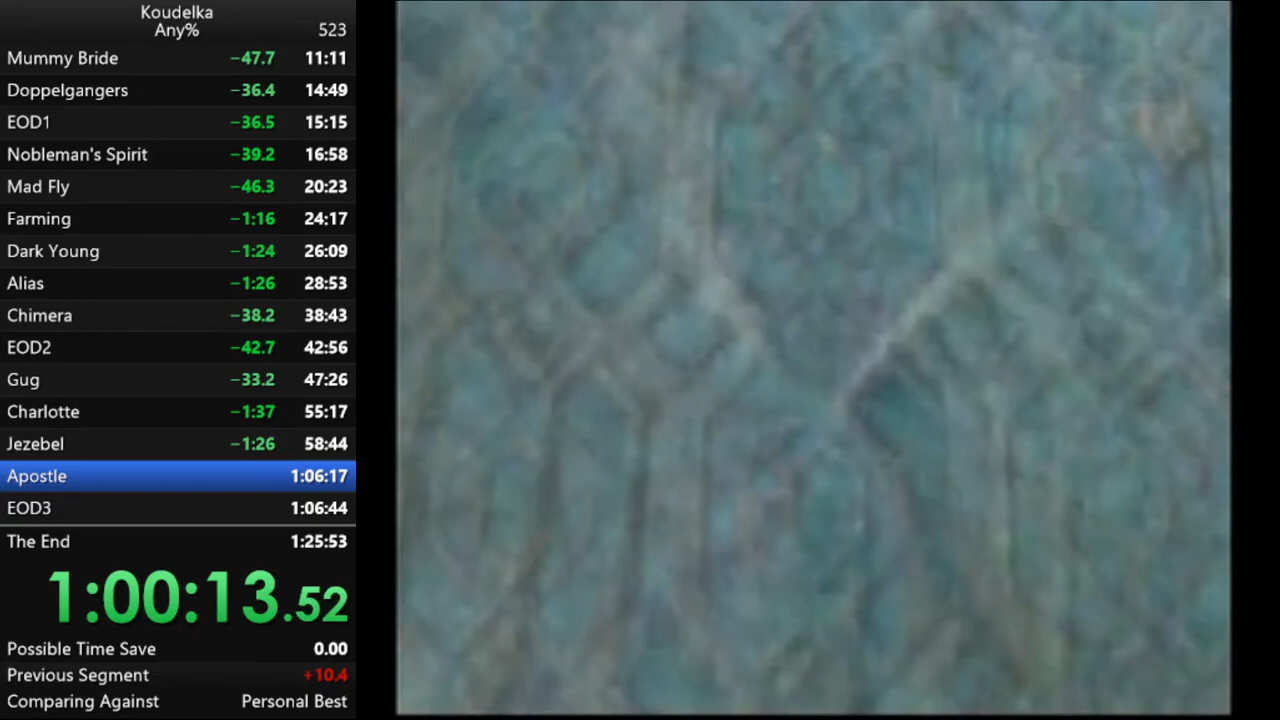 Koudelka
Any% 523
Mummy Bride -47.7 11:11
Doppelgangers -36.4 14:49
EOD1 -36.5 15:15
Nobleman's Spirit -39.2 16:58
Mad Fly -46.3 20:23
Farming -1:16 24:17
Dark Young -1:24 26:09
Alias -1:26 28:53
Chimera -38.2 38:43
EOD2 -42.7 42:56
Gug -33.2 47:26
Charlotte -1:37 55:17
Jezebel -1:26 58:44
Apostle 1:06:17
EOD3 1:06:44
The End 1:25:53
1:00:13.52
Possible Time Save 0.00
Previous Segment +10.4
Comparing Against Personal Best